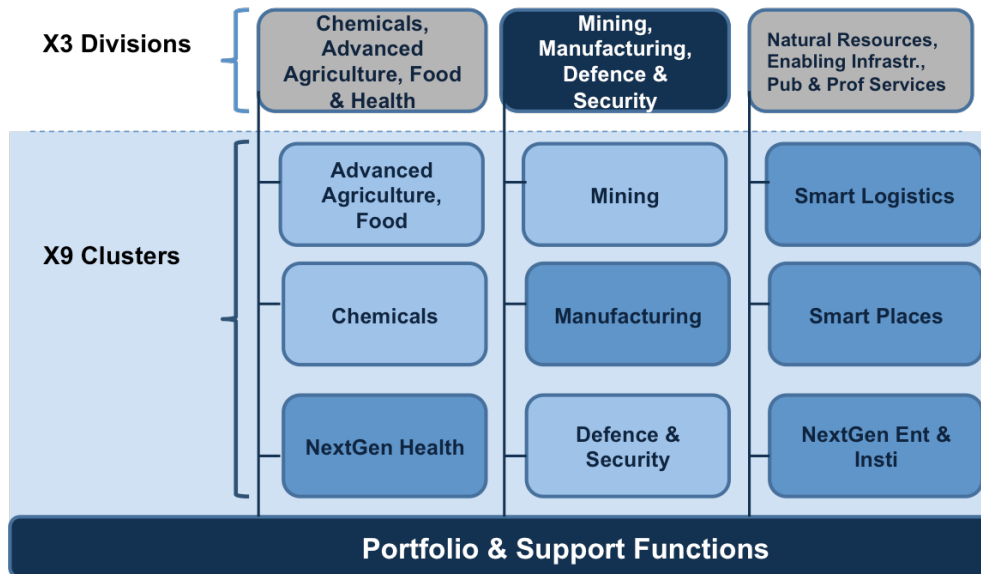 X3 Divisions
Chemicals,
Advanced
Agriculture, Food
& Health
Mining,
Manufacturing,
Defence &
Security
Natural Resources,
Enabling Infrastr.,
Pub & Prof Services
X9 Clusters
Advanced
Agriculture,
Food
Mining
Smart Logistics
Chemicals
Manufacturing
Smart Places
NextGen Health
Defence &
Security
NextGen Ent &
Insti
Portfolio & Support Functions